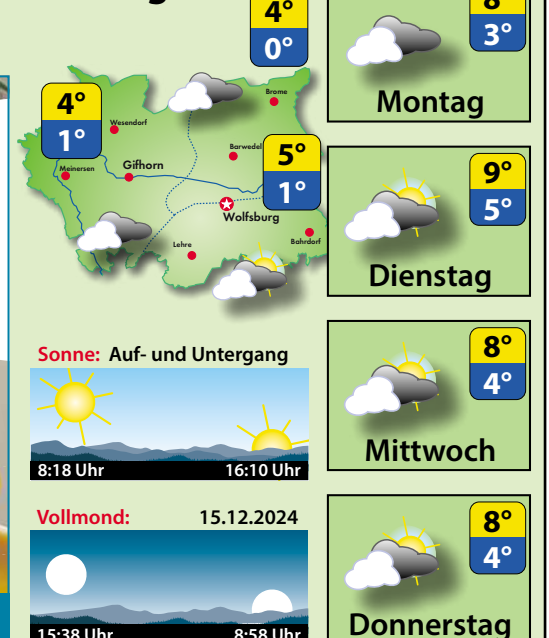 4°
0°
4°
1°
Wesendorf
Brome
Barwedel
5°
1°
Meinersen
Gifhorn
Wolfsburg
Lehre
Bahrdorf
Sonne: Auf- und Untergang
8:18 Uhr 16:10 Uhr
Vollmond: 15.12.2024
15:38 Uhr 8:58 Uhr
8°
3°
Montag
9°
5°
Dienstag
8°
4°
Mittwoch
8°
4°
Donnerstag